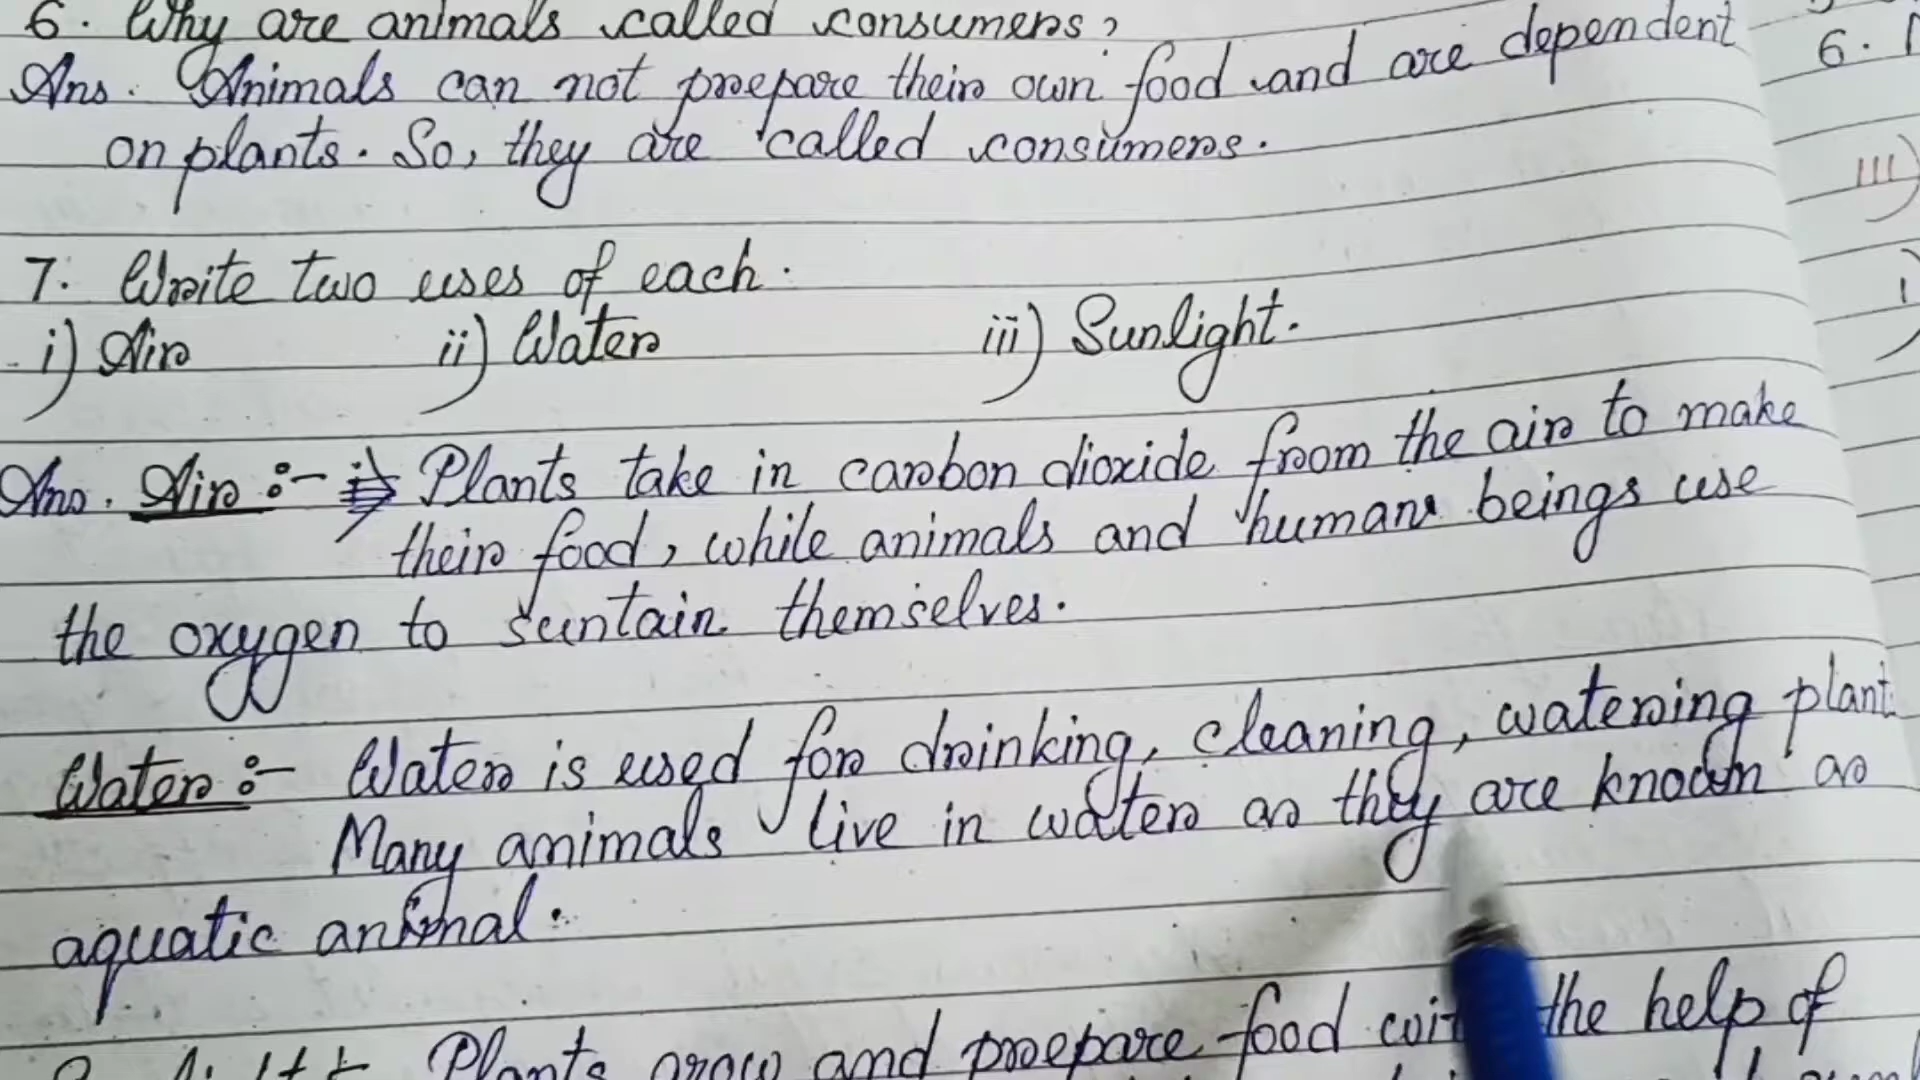 6. Why are animals called consumers?
Ans. Animals can not prepare their own food and are dependent
on plants. So, they are called consumers.
7. Write two uses of each.
i) Air ii) Water iii) Sunlight.
Ans. Air :- Plants take in carbon dioxide from the air to make
their food, while animals and human beings use
the oxygen to suntain themselves.
Water :- Water is used for drinking, cleaning, watering plant
Many animals live in water as they are known as
aquatic animal.
Plants grow and prepare food the help of
6.
III)
i)